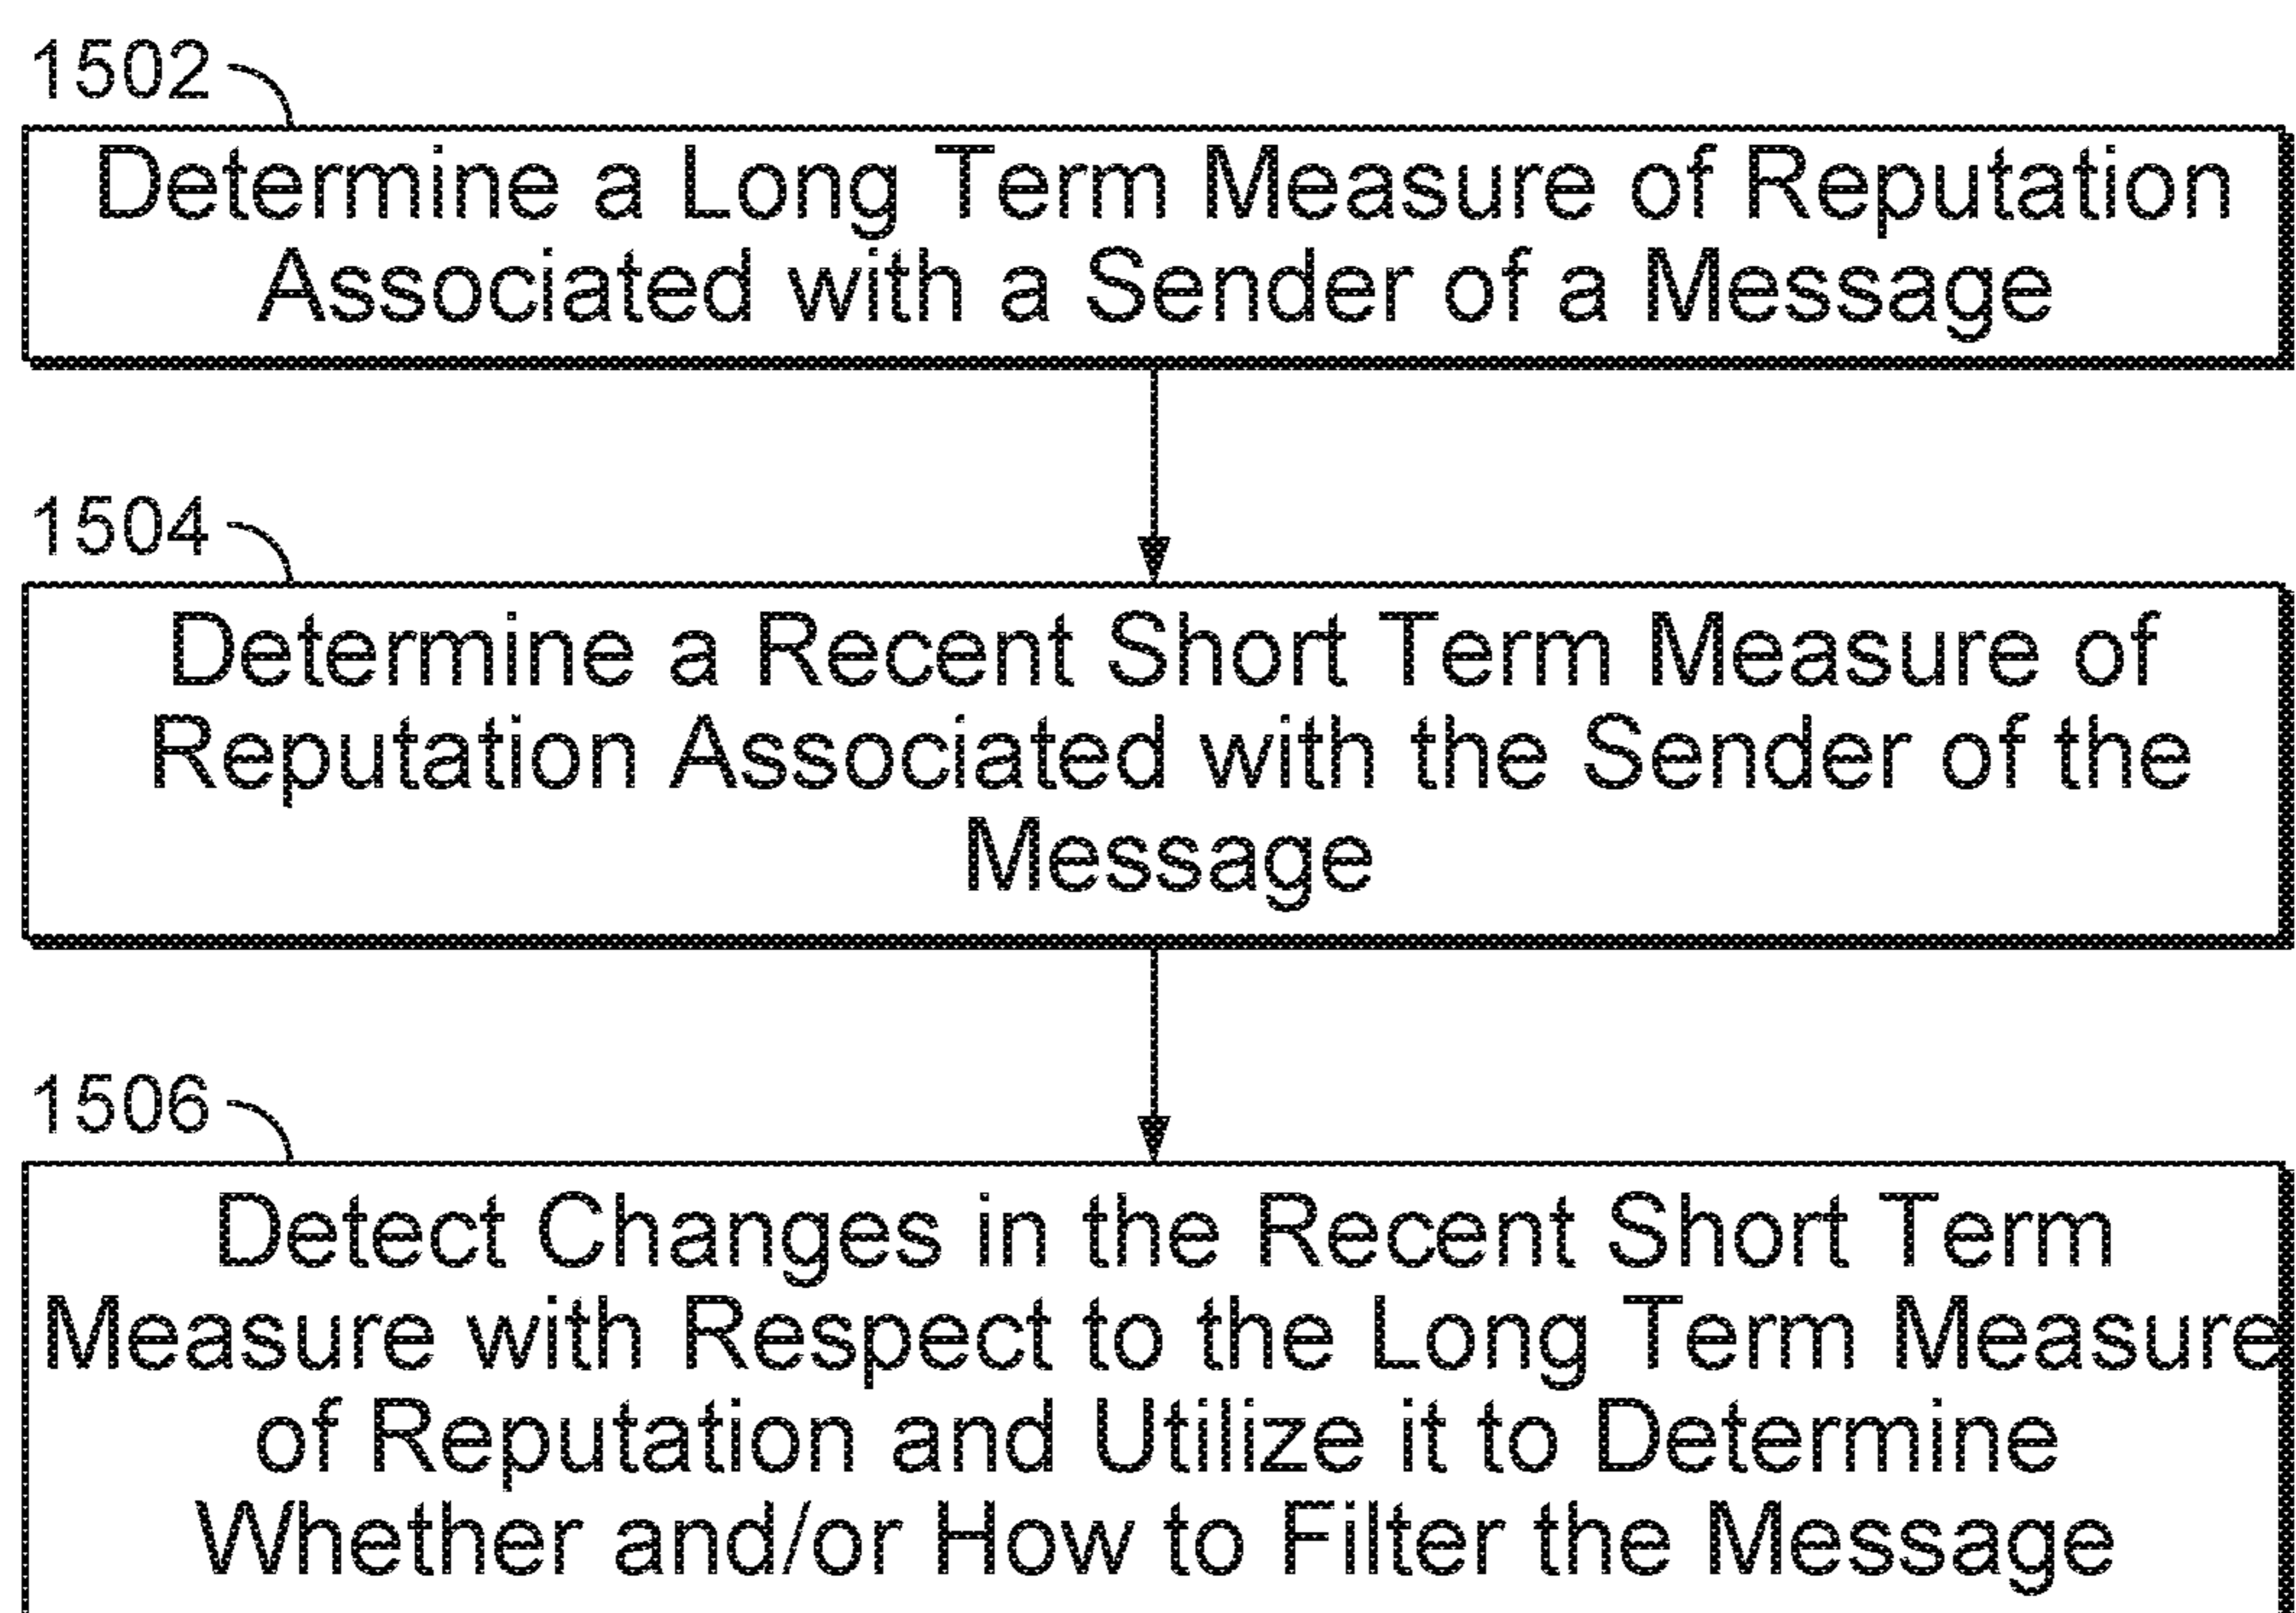 1502
Determine a Long Term Measure of Reputation
Associated with a Sender of a Message
1504
Determine a Recent Short Term Measure of
Reputation Associated with the Sender of the
Message
1506
Detect Changes in the Recent Short Term
Measure with Respect to the Long Term Measure
of Reputation and Utilize it to Determine
Whether and/or How to Filter the Message